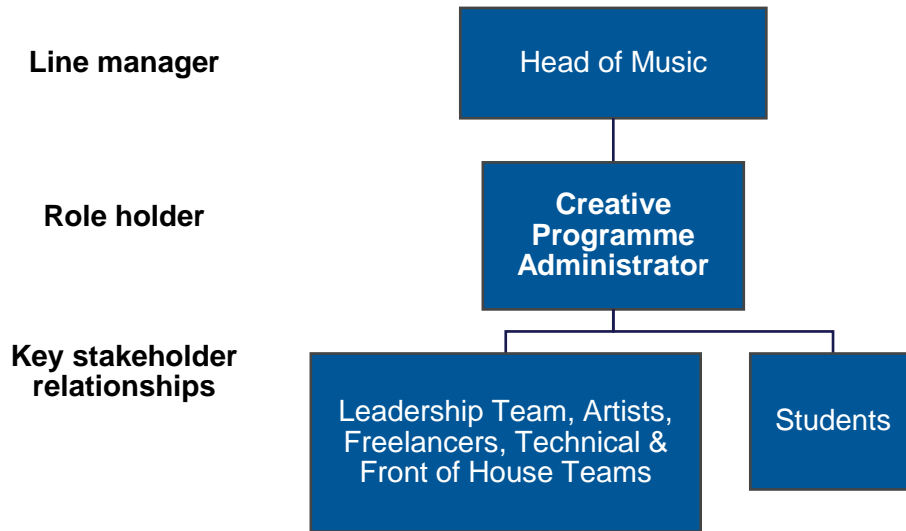 Line manager
Head of Music
Role holder
Creative
Programme
Administrator
Key stakeholder
relationships
Leadership Team, Artists,
Freelancers, Technical &
Front of House Teams
Students